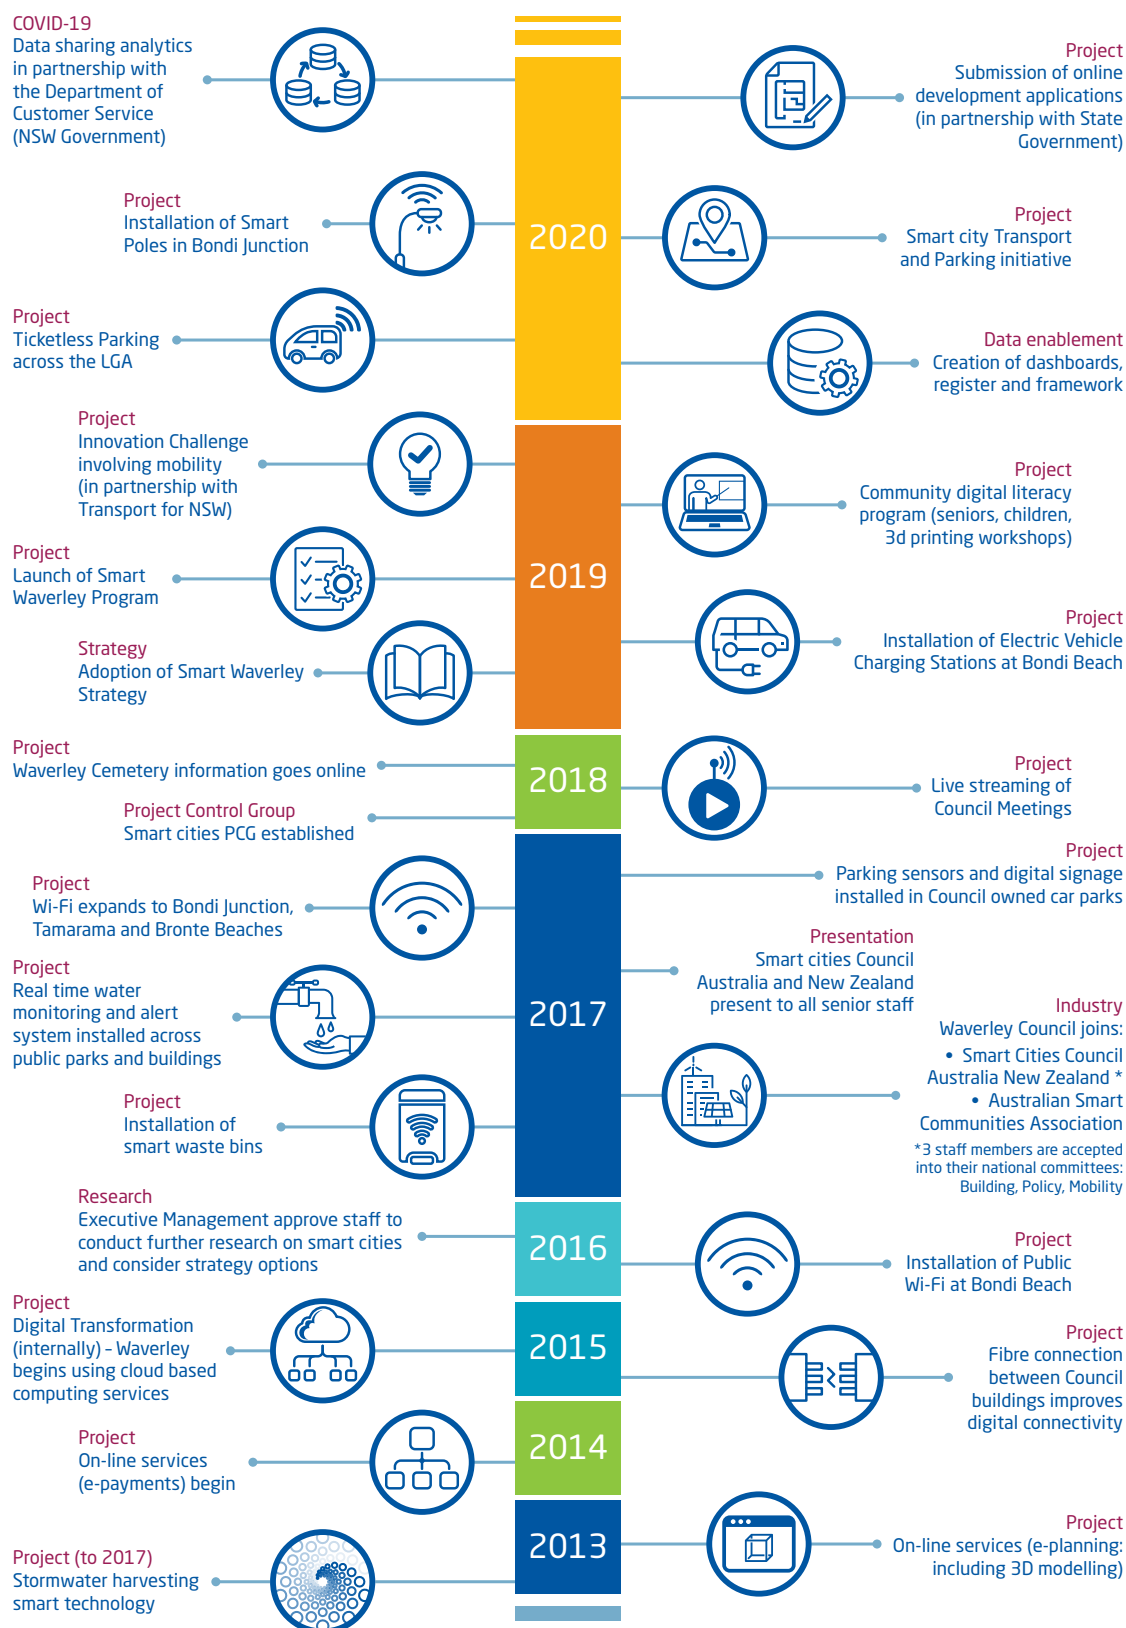 COVID-19
Data sharing analytics
in partnership with
the Department of
Customer Service
(NSW Government)
Project
Submission of online
development applications
(in partnership with State
Government)
Project
Installation of Smart
Poles in Bondi Junction
2020
Project
Smart city Transport
and Parking initiative
Project
Ticketless Parking
across the LGA
Data enablement
Creation of dashboards,
register and framework
Project
Innovation Challenge
involving mobility
(in partnership with
Transport for NSW)
Project
Community digital literacy
program (seniors, children,
3d printing workshops)
Project
Launch of Smart
Waverley Program
2019
Project
Installation of Electric Vehicle
Charging Stations at Bondi Beach
Strategy
Adoption of Smart Waverley
Strategy
Project
Waverley Cemetery information goes online
2018
Project
Live streaming of
Council Meetings
Project Control Group
Smart cities PCG established
Project
Parking sensors and digital signage
installed in Council owned car parks
Project
Wi-Fi expands to Bondi Junction,
Tamarama and Bronte Beaches
Presentation
Smart cities Council
Australia and New Zealand
present to all senior staff
Project
Real time water
monitoring and alert
system installed across
public parks and buildings
2017
Industry
Waverley Council joins:
• Smart Cities Council
Australia New Zealand *
• Australian Smart
Communities Association
*3 staff members are accepted
into their national committees:
Building, Policy, Mobility
Project
Installation of
smart waste bins
Research
Executive Management approve staff to
conduct further research on smart cities
and consider strategy options
2016
Project
Installation of Public
Wi-Fi at Bondi Beach
Project
Digital Transformation
(internally) – Waverley
begins using cloud based
computing services
2015
Project
Fibre connection
between Council
buildings improves
digital connectivity
Project
On-line services
(e-payments) begin
2014
2013
Project
On-line services (e-planning:
including 3D modelling)
Project (to 2017)
Stormwater harvesting
smart technology